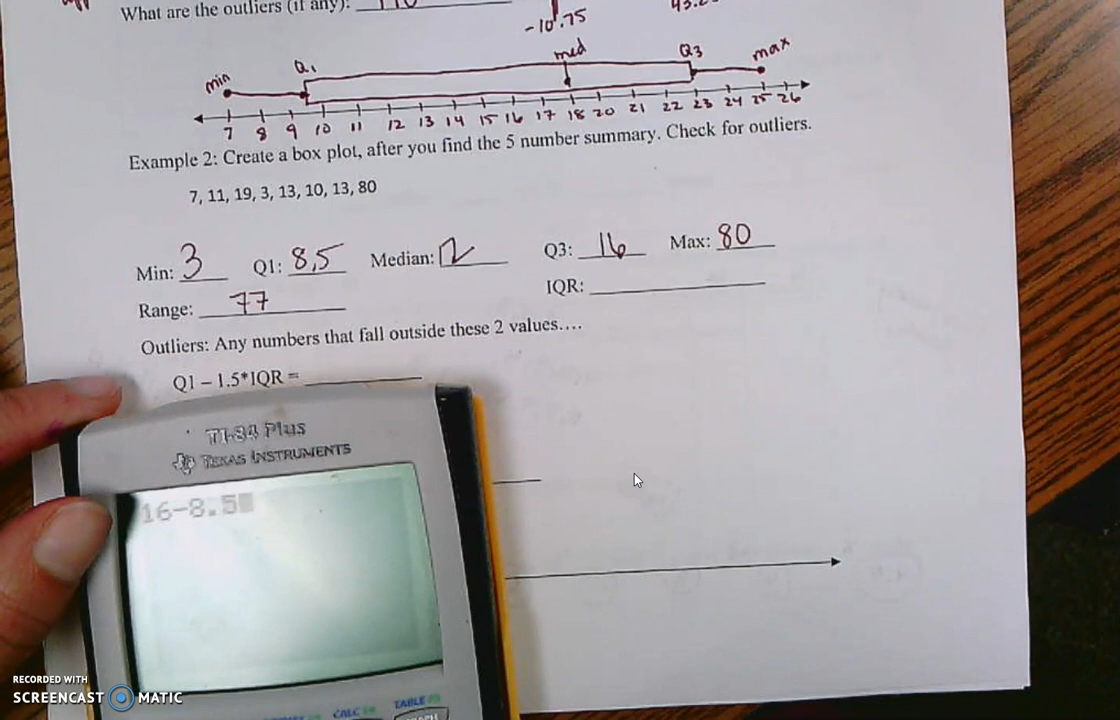 What are the outliers (if any):
-10.75
min Q1 med Q3 max
7 8 9 10 11 12 13 14 15 16 17 18 20 21 22 23 24 25 26
Example 2: Create a box plot, after you find the 5 number summary. Check for outliers.
7, 11, 19, 3, 13, 10, 13, 80
Min: 3 Q1: 8,5 Median: 12 Q3: 16 Max: 80
Range: 77 IQR:
Outliers: Any numbers that fall outside these 2 values….
Q1 – 1.5*IQR =
TI-84 Plus
TEXAS INSTRUMENTS
16-8.5
CALC TABLE
RECORDED WITH
SCREENCAST MATIC